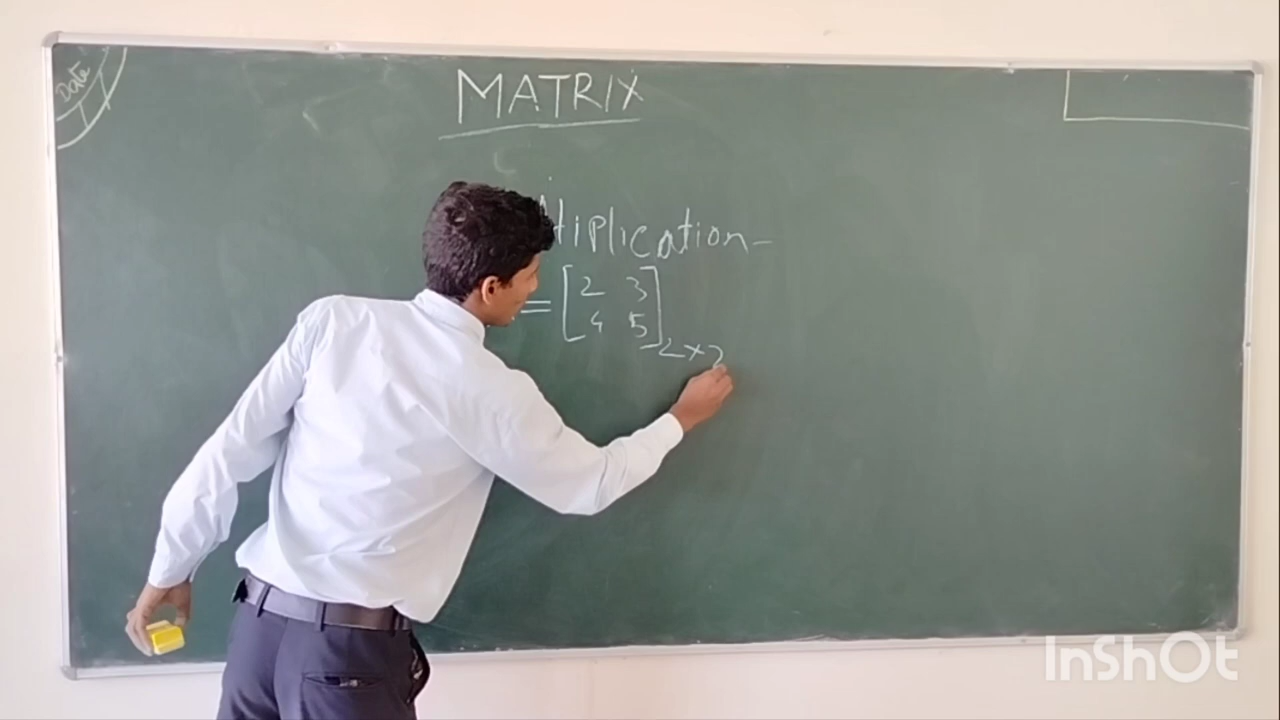 Date
MATRIX
ltiplication-
= [2 3
4 5] 2×2
InShOt